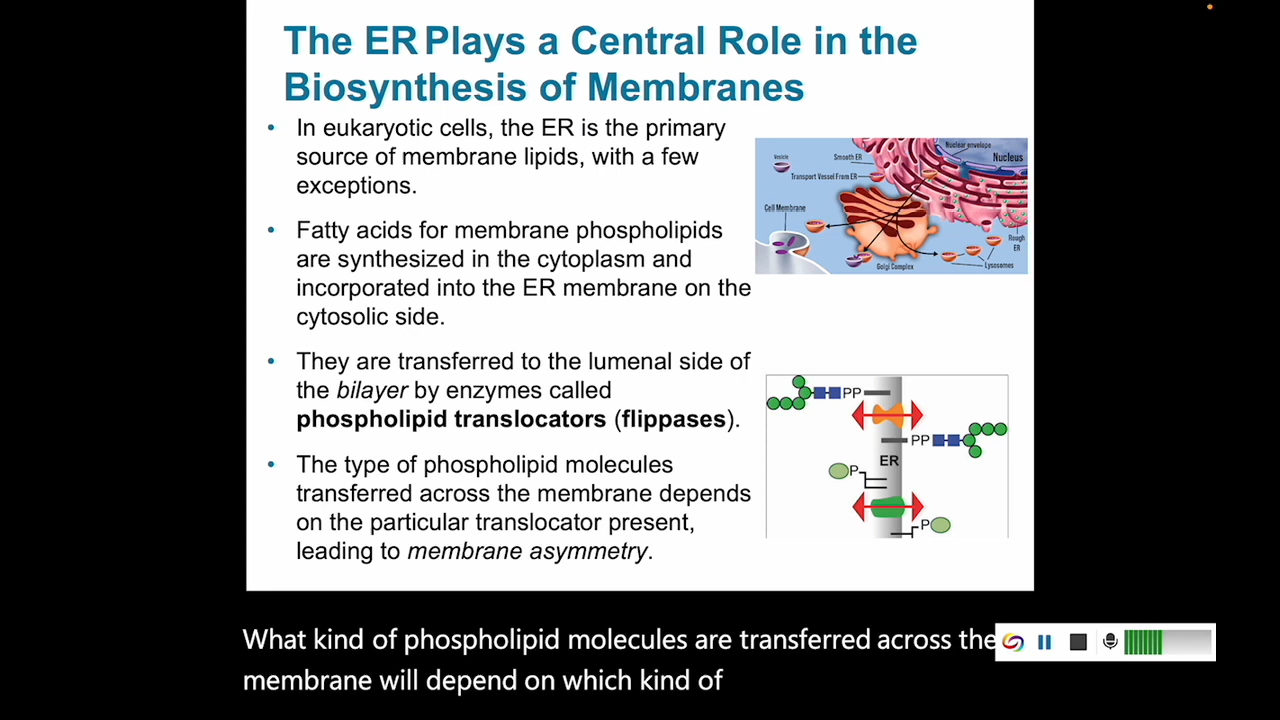 The ER Plays a Central Role in the
Biosynthesis of Membranes
• In eukaryotic cells, the ER is the primary
source of membrane lipids, with a few
exceptions.
• Fatty acids for membrane phospholipids
are synthesized in the cytoplasm and
incorporated into the ER membrane on the
cytosolic side.
• They are transferred to the lumenal side of
the bilayer by enzymes called
phospholipid translocators (flippases).
• The type of phospholipid molecules
transferred across the membrane depends
on the particular translocator present,
leading to membrane asymmetry.
Nuclear envelope
Vesicle
Smooth ER
Nucleus
Transport Vessel From ER
Cell Membrane
Rough
ER
Golgi Complex
Lysosomes
PP
PP
ER
P
P
What kind of phospholipid molecules are transferred across the
membrane will depend on which kind of